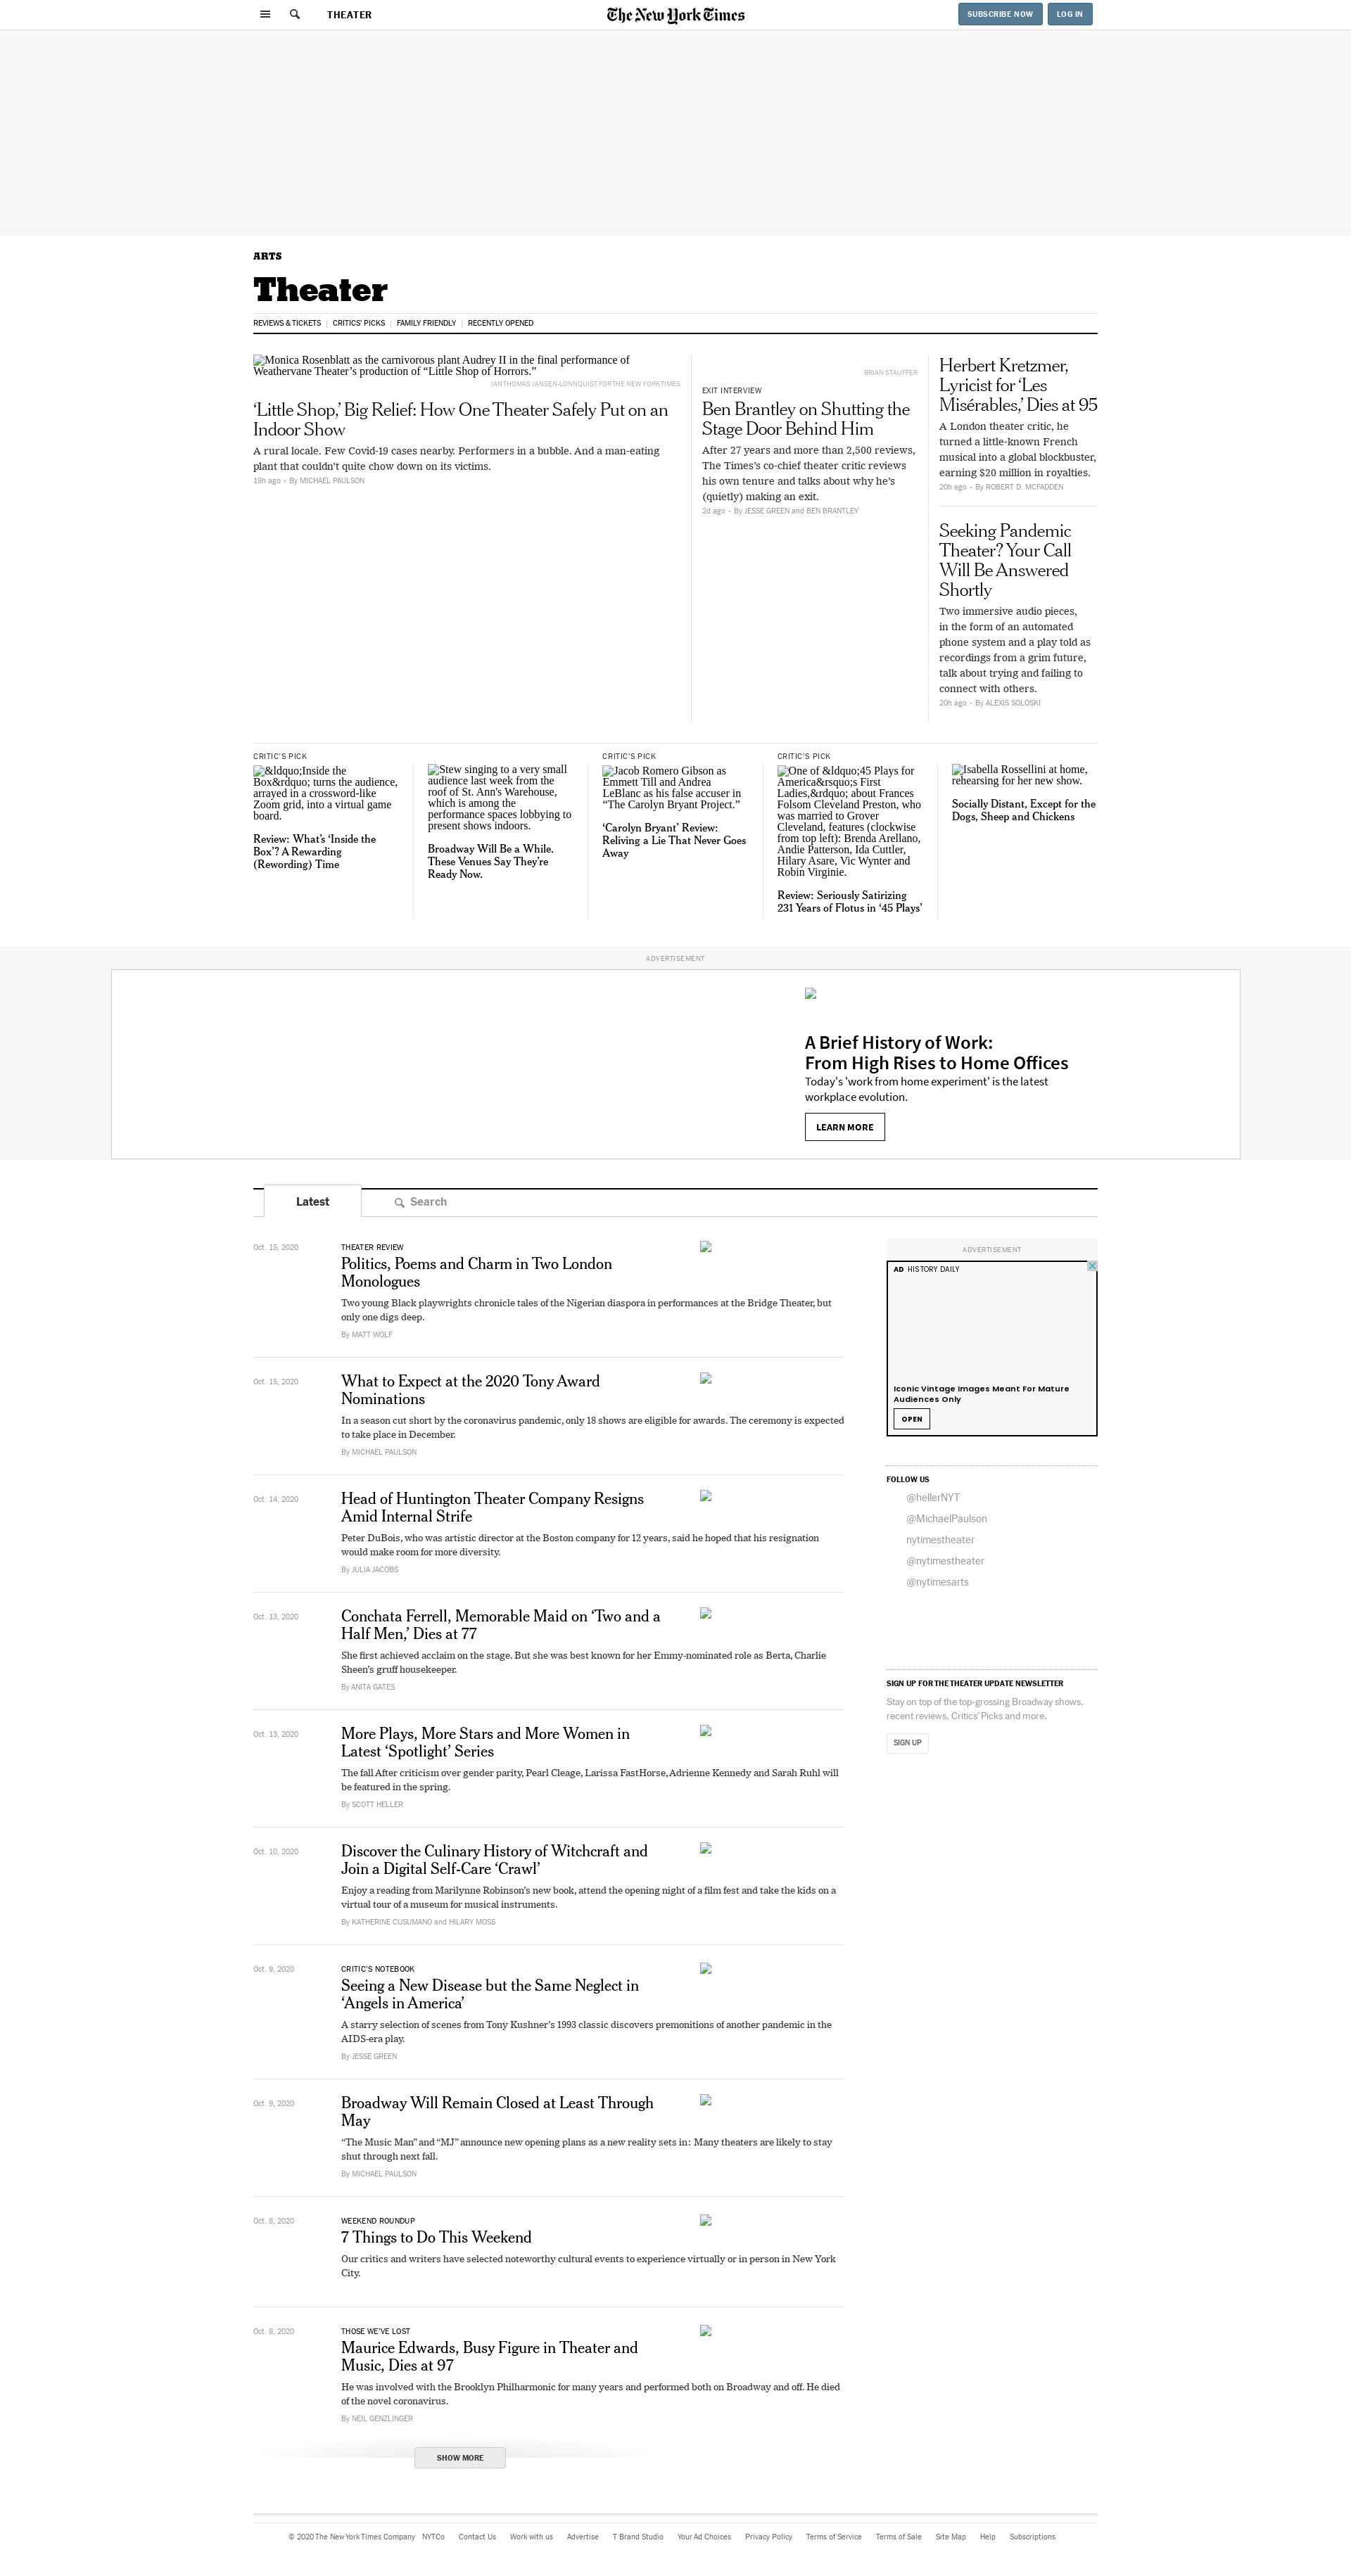 THEATER
The New York Times
SUBSCRIBE NOW
LOG IN
ARTS
Theater
REVIEWS & TICKETS | CRITICS' PICKS | FAMILY FRIENDLY | RECENTLY OPENED
Monica Rosenblatt as the carnivorous plant Audrey II in the final performance of
Weathervane Theater’s production of “Little Shop of Horrors.”
IAN THOMAS JANSEN-LONNQUIST FOR THE NEW YORK TIMES
‘Little Shop,’ Big Relief: How One Theater Safely Put on an
Indoor Show
A rural locale. Few Covid-19 cases nearby. Performers in a bubble. And a man-eating
plant that couldn’t quite chow down on its victims.
19h ago - By MICHAEL PAULSON
BRIAN STAUFFER
EXIT INTERVIEW
Ben Brantley on Shutting the
Stage Door Behind Him
After 27 years and more than 2,500 reviews,
The Times’s co-chief theater critic reviews
his own tenure and talks about why he’s
(quietly) making an exit.
2d ago - By JESSE GREEN and BEN BRANTLEY
Herbert Kretzmer,
Lyricist for ‘Les
Misérables,’ Dies at 95
A London theater critic, he
turned a little-known French
musical into a global blockbuster,
earning $20 million in royalties.
20h ago - By ROBERT D. MCFADDEN
Seeking Pandemic
Theater? Your Call
Will Be Answered
Shortly
Two immersive audio pieces,
in the form of an automated
phone system and a play told as
recordings from a grim future,
talk about trying and failing to
connect with others.
20h ago - By ALEXIS SOLOSKI
CRITIC’S PICK
&ldquo;Inside the
Box&rdquo; turns the audience,
arrayed in a crossword-like
Zoom grid, into a virtual game
board.
Review: What’s ‘Inside the
Box’? A Rewarding
(Rewording) Time
Stew singing to a very small
audience last week from the
roof of St. Ann's Warehouse,
which is among the
performance spaces lobbying to
present shows indoors.
Broadway Will Be a While.
These Venues Say They’re
Ready Now.
CRITIC’S PICK
Jacob Romero Gibson as
Emmett Till and Andrea
LeBlanc as his false accuser in
“The Carolyn Bryant Project.”
‘Carolyn Bryant’ Review:
Reliving a Lie That Never Goes
Away
CRITIC’S PICK
One of &ldquo;45 Plays for
America&rsquo;s First
Ladies,&rdquo; about Frances
Folsom Cleveland Preston, who
was married to Grover
Cleveland, features (clockwise
from top left): Brenda Arellano,
Andie Patterson, Ida Cuttler,
Hilary Asare, Vic Wynter and
Robin Virginie.
Review: Seriously Satirizing
231 Years of Flotus in ‘45 Plays’
Isabella Rossellini at home,
rehearsing for her new show.
Socially Distant, Except for the
Dogs, Sheep and Chickens
ADVERTISEMENT
A Brief History of Work:
From High Rises to Home Offices
Today's 'work from home experiment' is the latest
workplace evolution.
LEARN MORE
Latest
Search
Oct. 15, 2020
THEATER REVIEW
Politics, Poems and Charm in Two London
Monologues
Two young Black playwrights chronicle tales of the Nigerian diaspora in performances at the Bridge Theater, but
only one digs deep.
By MATT WOLF
Oct. 15, 2020
What to Expect at the 2020 Tony Award
Nominations
In a season cut short by the coronavirus pandemic, only 18 shows are eligible for awards. The ceremony is expected
to take place in December.
By MICHAEL PAULSON
Oct. 14, 2020
Head of Huntington Theater Company Resigns
Amid Internal Strife
Peter DuBois, who was artistic director at the Boston company for 12 years, said he hoped that his resignation
would make room for more diversity.
By JULIA JACOBS
Oct. 13, 2020
Conchata Ferrell, Memorable Maid on ‘Two and a
Half Men,’ Dies at 77
She first achieved acclaim on the stage. But she was best known for her Emmy-nominated role as Berta, Charlie
Sheen’s gruff housekeeper.
By ANITA GATES
Oct. 13, 2020
More Plays, More Stars and More Women in
Latest ‘Spotlight’ Series
The fall After criticism over gender parity, Pearl Cleage, Larissa FastHorse, Adrienne Kennedy and Sarah Ruhl will
be featured in the spring.
By SCOTT HELLER
Oct. 10, 2020
Discover the Culinary History of Witchcraft and
Join a Digital Self-Care ‘Crawl’
Enjoy a reading from Marilynne Robinson’s new book, attend the opening night of a film fest and take the kids on a
virtual tour of a museum for musical instruments.
By KATHERINE CUSUMANO and HILARY MOSS
Oct. 9, 2020
CRITIC’S NOTEBOOK
Seeing a New Disease but the Same Neglect in
‘Angels in America’
A starry selection of scenes from Tony Kushner’s 1993 classic discovers premonitions of another pandemic in the
AIDS-era play.
By JESSE GREEN
Oct. 9, 2020
Broadway Will Remain Closed at Least Through
May
“The Music Man” and “MJ” announce new opening plans as a new reality sets in: Many theaters are likely to stay
shut through next fall.
By MICHAEL PAULSON
Oct. 8, 2020
WEEKEND ROUNDUP
7 Things to Do This Weekend
Our critics and writers have selected noteworthy cultural events to experience virtually or in person in New York
City.
Oct. 8, 2020
THOSE WE’VE LOST
Maurice Edwards, Busy Figure in Theater and
Music, Dies at 97
He was involved with the Brooklyn Philharmonic for many years and performed both on Broadway and off. He died
of the novel coronavirus.
By NEIL GENZLINGER
SHOW MORE
ADVERTISEMENT
AD HISTORY DAILY
Iconic Vintage Images Meant For Mature
Audiences Only
OPEN
FOLLOW US
@hellerNYT
@MichaelPaulson
nytimestheater
@nytimestheater
@nytimesarts
SIGN UP FOR THE THEATER UPDATE NEWSLETTER
Stay on top of the top-grossing Broadway shows,
recent reviews, Critics’ Picks and more.
SIGN UP
© 2020 The New York Times Company NYTCo Contact Us Work with us Advertise T Brand Studio Your Ad Choices Privacy Policy Terms of Service Terms of Sale Site Map Help Subscriptions